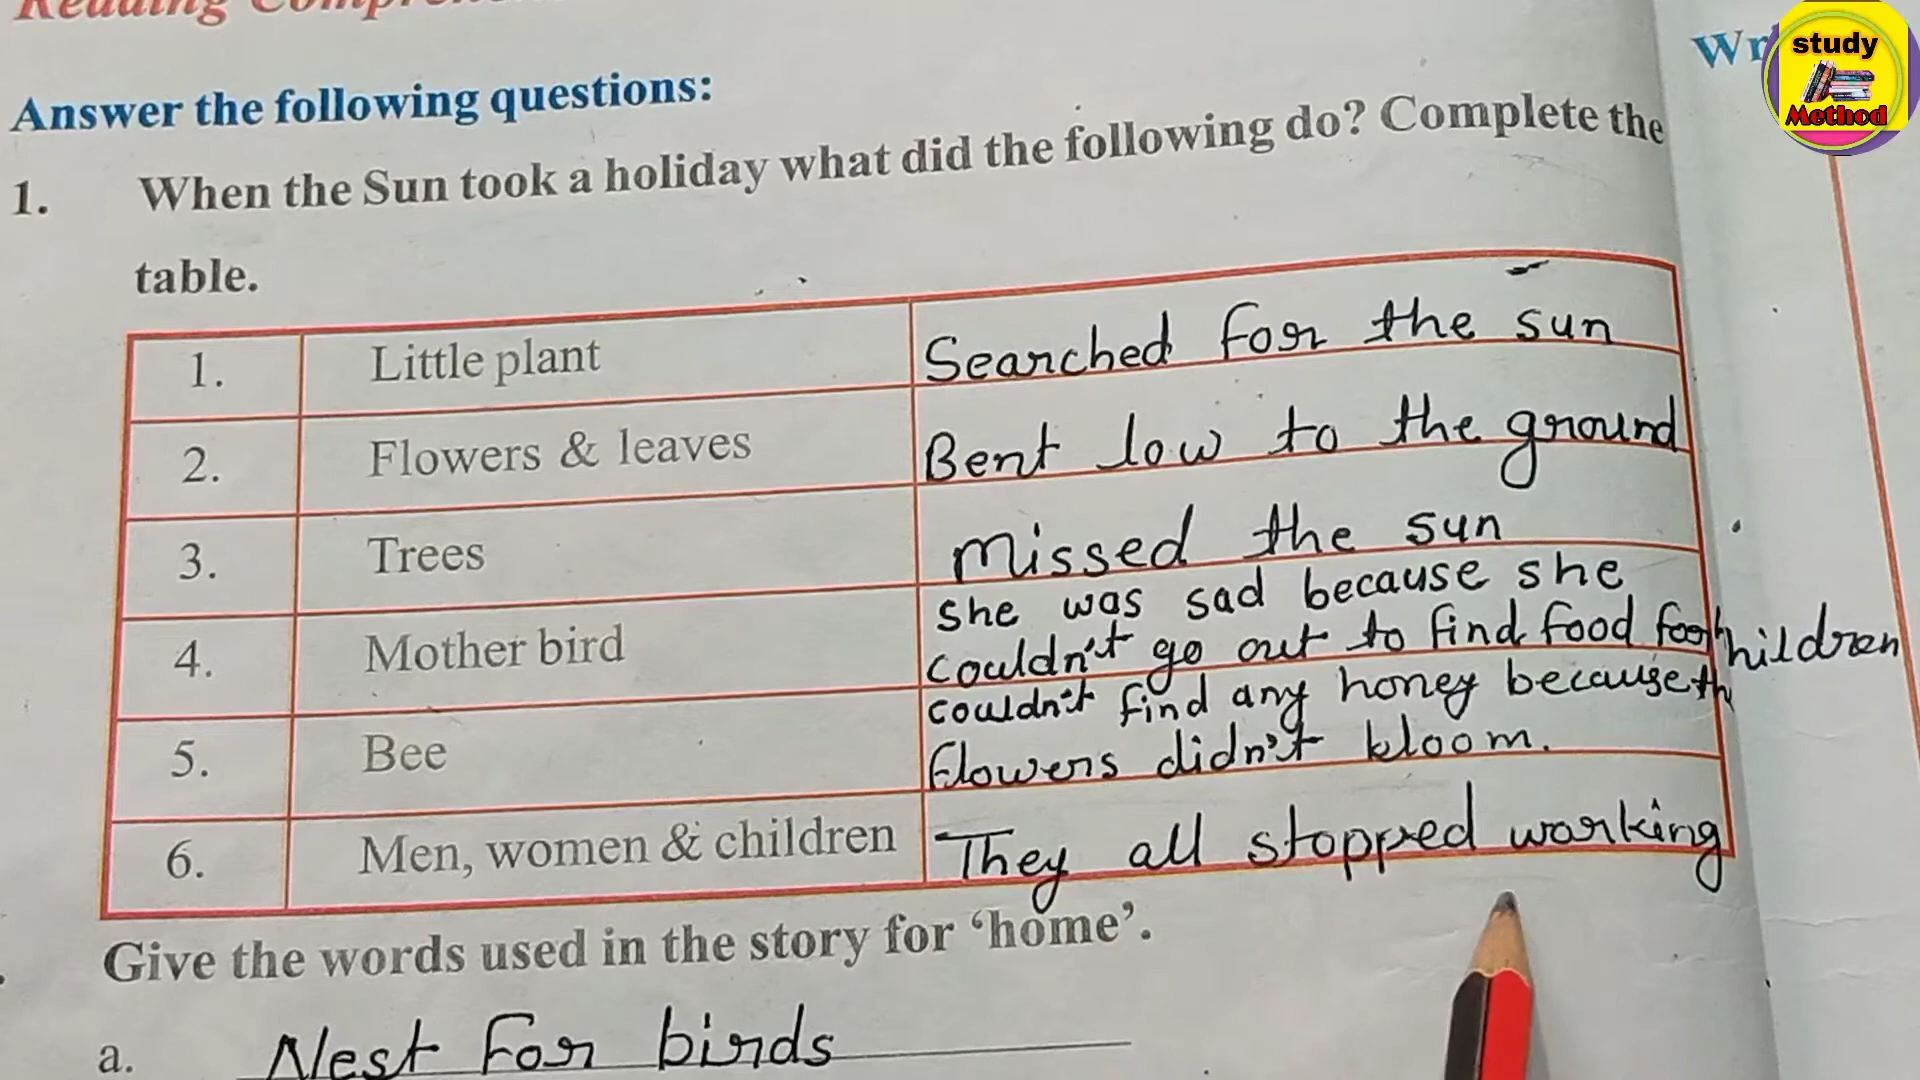 Reading
Answer the following questions:
1. When the Sun took a holiday what did the following do? Complete the
table.
1. Little plant Searched for the sun
2. Flowers & leaves Bent low to the ground
3. Trees Missed the sun
4. Mother bird She was sad because she
couldn't go out to find food for children
5. Bee couldn't find any honey because th
flowers didn't bloom.
6. Men, women & children They all stopped working
Give the words used in the story for ‘home’.
a. Nest for birds
Wr
study
Method